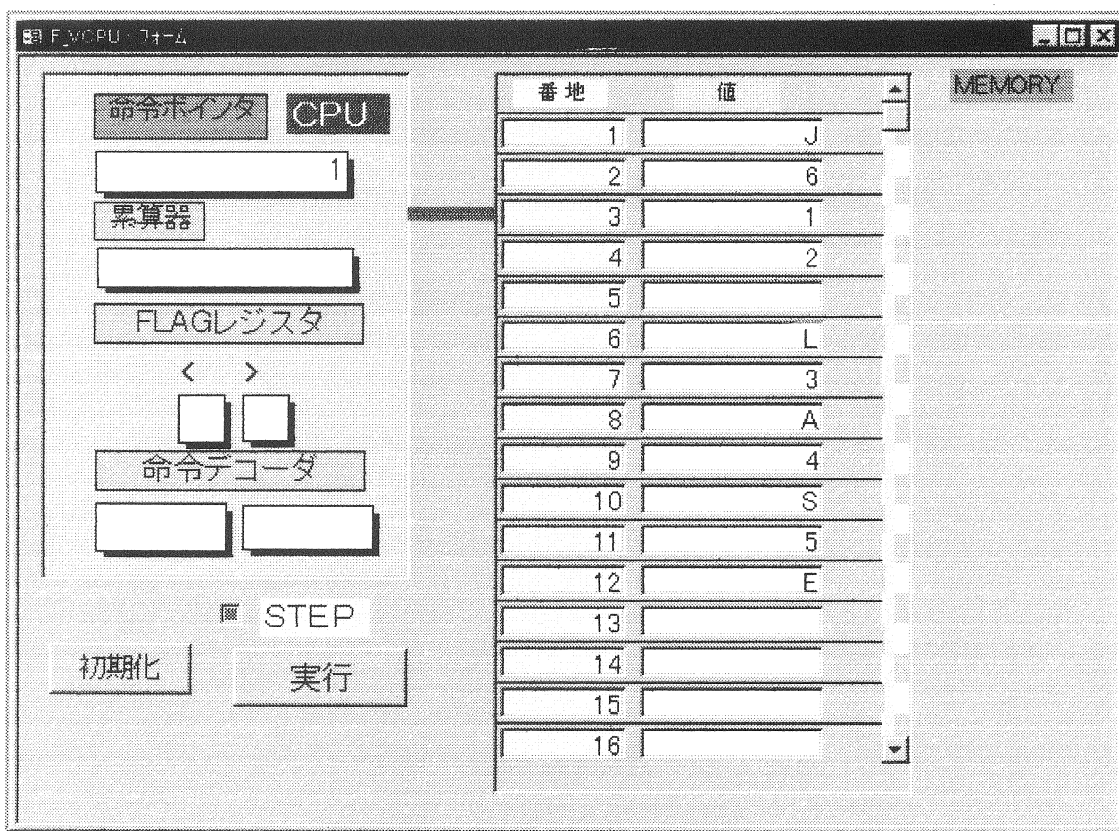 F_VCPU : フォーム
命令ポインタ CPU
1
累算器
FLAGレジスタ
< >
命令デコーダ
STEP
初期化 実行
番地 値
1 J
2 6
3 1
4 2
5
6 L
7 3
8 A
9 4
10 S
11 5
12 E
13
14
15
16
MEMORY